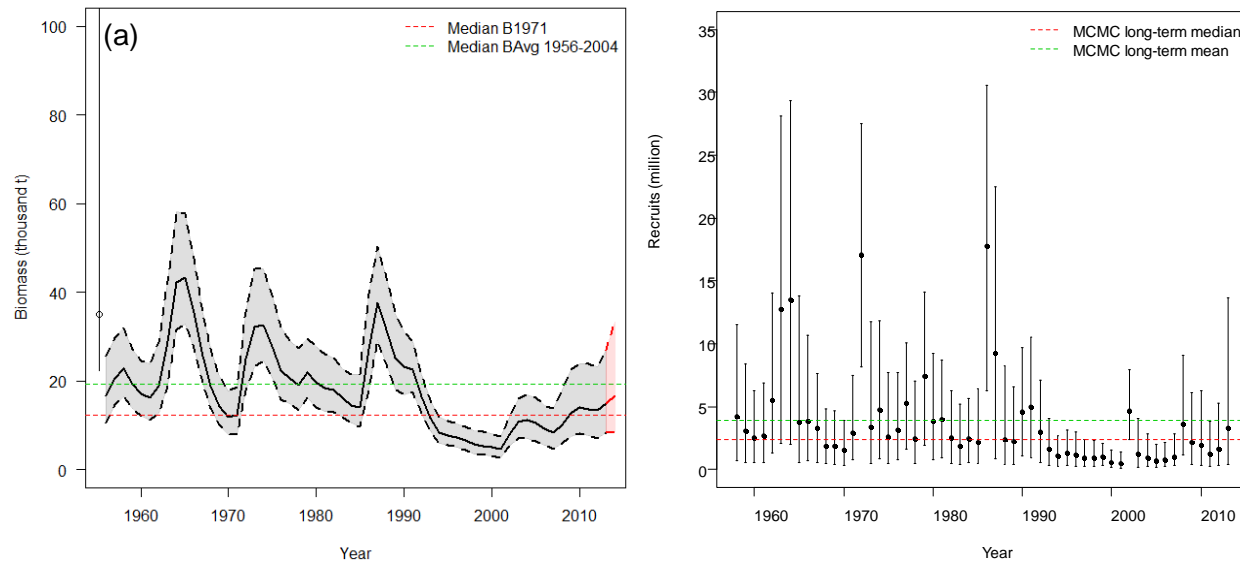 (a)
Median B1971
Median BAvg 1956-2004
Biomass (thousand t)
100
80
60
40
20
0
1960 1970 1980 1990 2000 2010
Year
MCMC long-term median
MCMC long-term mean
Recruits (million)
35
30
25
20
15
10
5
0
1960 1970 1980 1990 2000 2010
Year